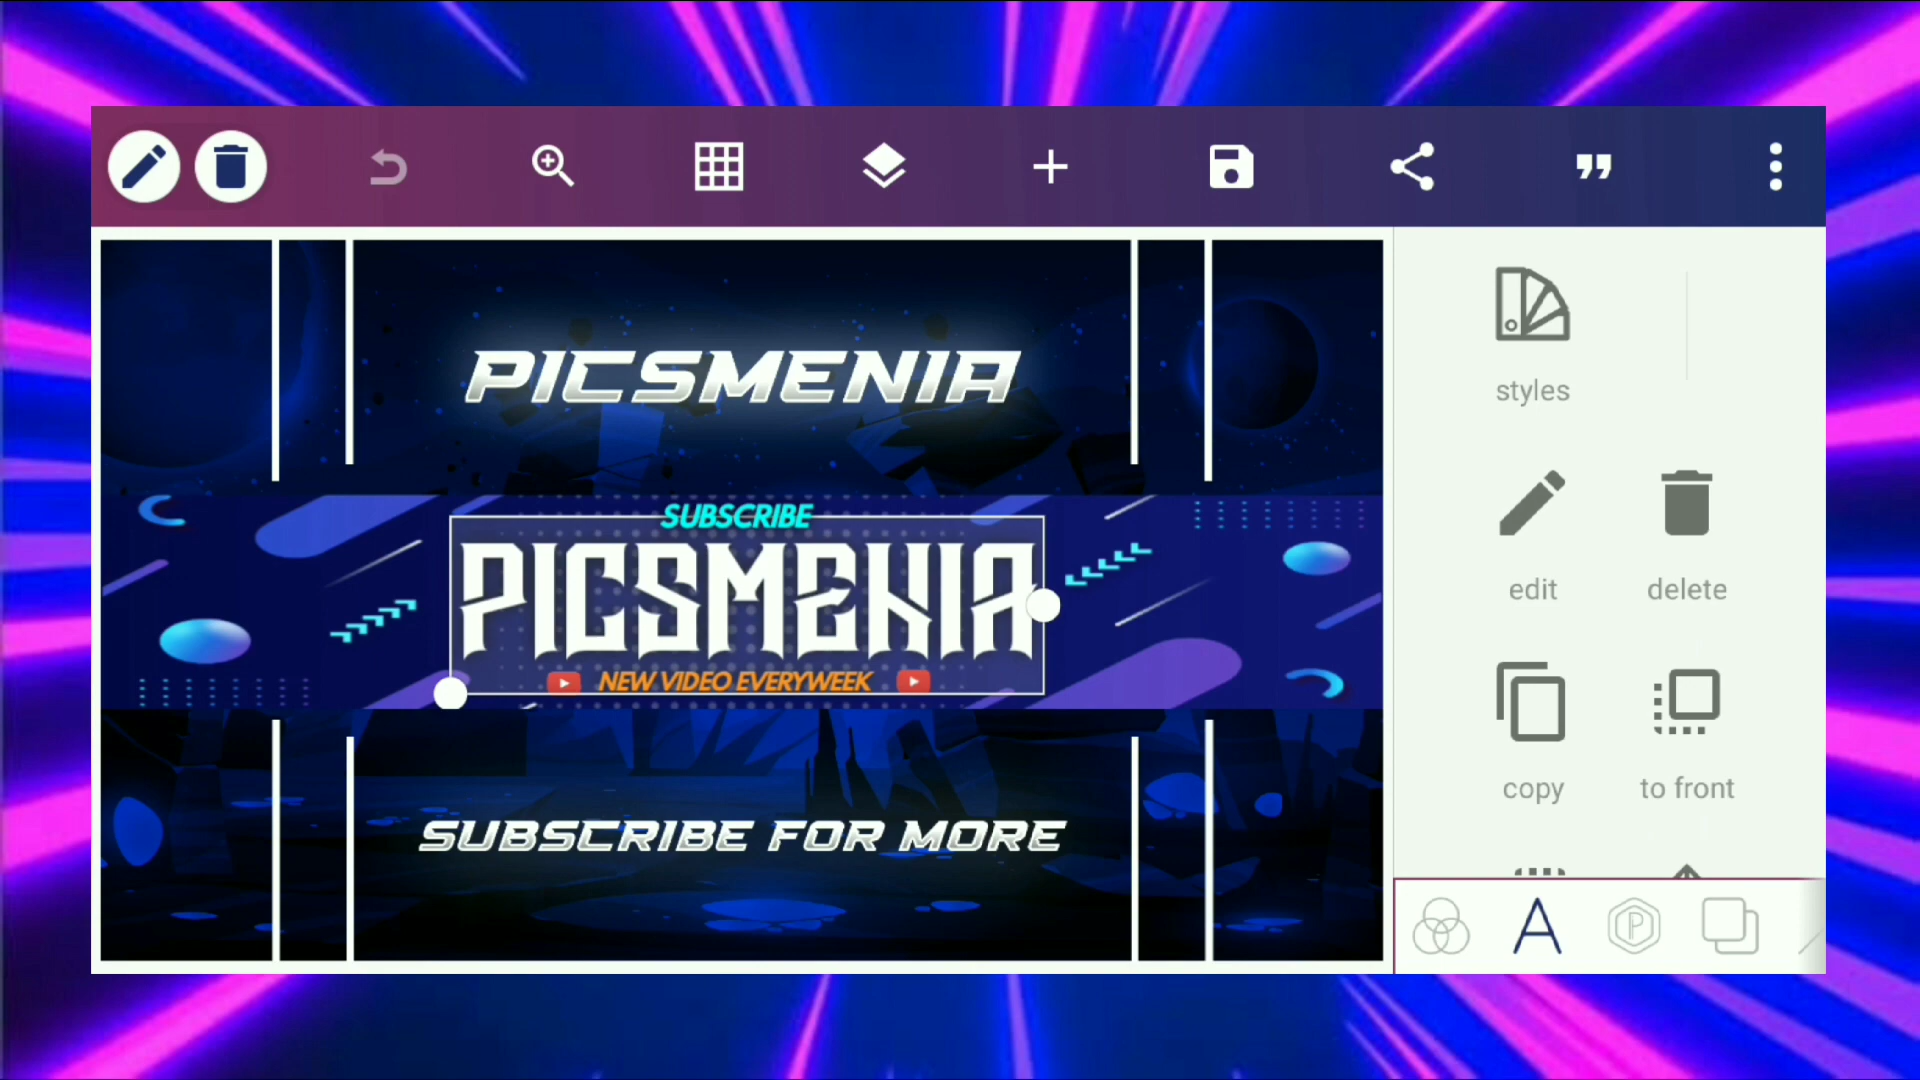 PICSMENIA
SUBSCRIBE
PICSMENIA
NEW VIDEO EVERYWEEK
SUBSCRIBE FOR MORE
styles
edit delete
copy to front